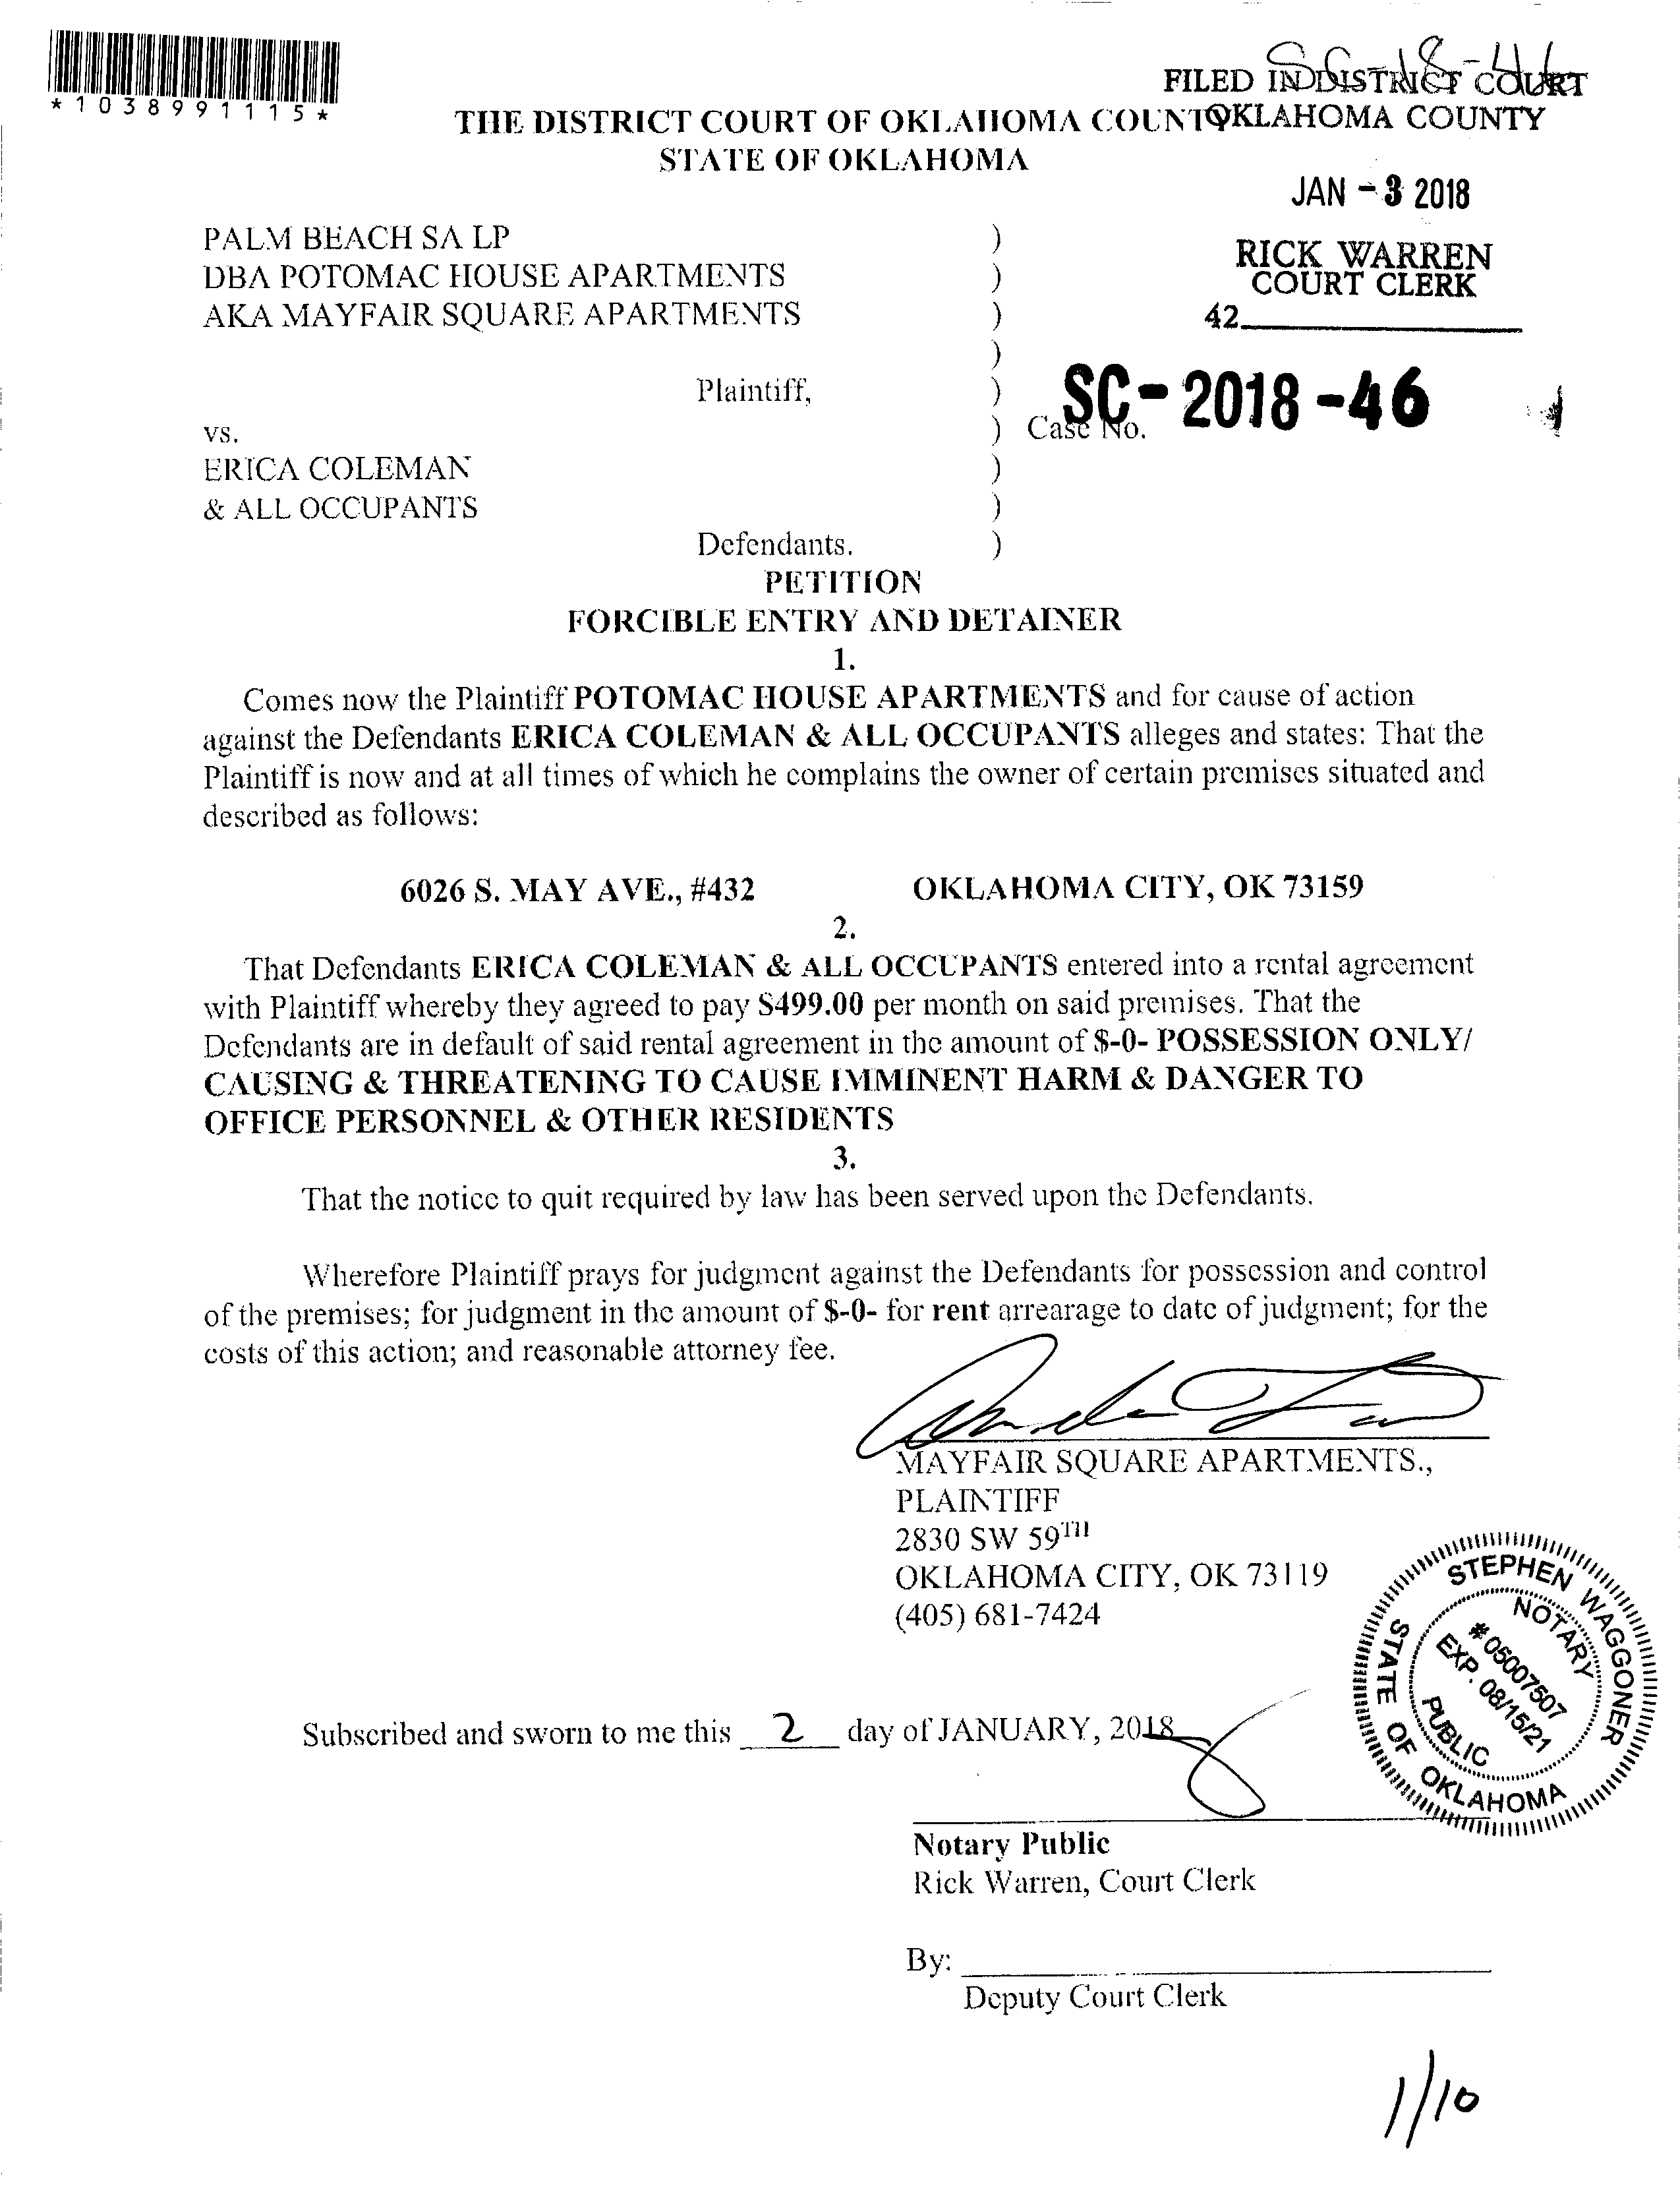 *1038991115*
SC-18-46
FILED IN DISTRICT COURT
OKLAHOMA COUNTY
THE DISTRICT COURT OF OKLAHOMA COUNTY
STATE OF OKLAHOMA
JAN - 3 2018
RICK WARREN
COURT CLERK
42
PALM BEACH SA LP )
DBA POTOMAC HOUSE APARTMENTS )
AKA MAYFAIR SQUARE APARTMENTS )
)
Plaintiff, )
vs. ) Case No. SC-2018-46
ERICA COLEMAN )
& ALL OCCUPANTS )
Defendants. )
PETITION
FORCIBLE ENTRY AND DETAINER
1.
Comes now the Plaintiff POTOMAC HOUSE APARTMENTS and for cause of action
against the Defendants ERICA COLEMAN & ALL OCCUPANTS alleges and states: That the
Plaintiff is now and at all times of which he complains the owner of certain premises situated and
described as follows:
6026 S. MAY AVE., #432 OKLAHOMA CITY, OK 73159
2.
That Defendants ERICA COLEMAN & ALL OCCUPANTS entered into a rental agreement
with Plaintiff whereby they agreed to pay $499.00 per month on said premises. That the
Defendants are in default of said rental agreement in the amount of $-0- POSSESSION ONLY/
CAUSING & THREATENING TO CAUSE IMMINENT HARM & DANGER TO
OFFICE PERSONNEL & OTHER RESIDENTS
3.
That the notice to quit required by law has been served upon the Defendants.
Wherefore Plaintiff prays for judgment against the Defendants for possession and control
of the premises; for judgment in the amount of $-0- for rent arrearage to date of judgment; for the
costs of this action; and reasonable attorney fee.
MAYFAIR SQUARE APARTMENTS.,
PLAINTIFF
2830 SW 59TH
OKLAHOMA CITY, OK 73119
(405) 681-7424
STEPHEN WAGGONER
NOTARY PUBLIC
# 05007507
EXP. 08/15/21
STATE OF OKLAHOMA
Subscribed and sworn to me this 2 day of JANUARY, 2018
Notary Public
Rick Warren, Court Clerk
By:
Deputy Court Clerk
1/10